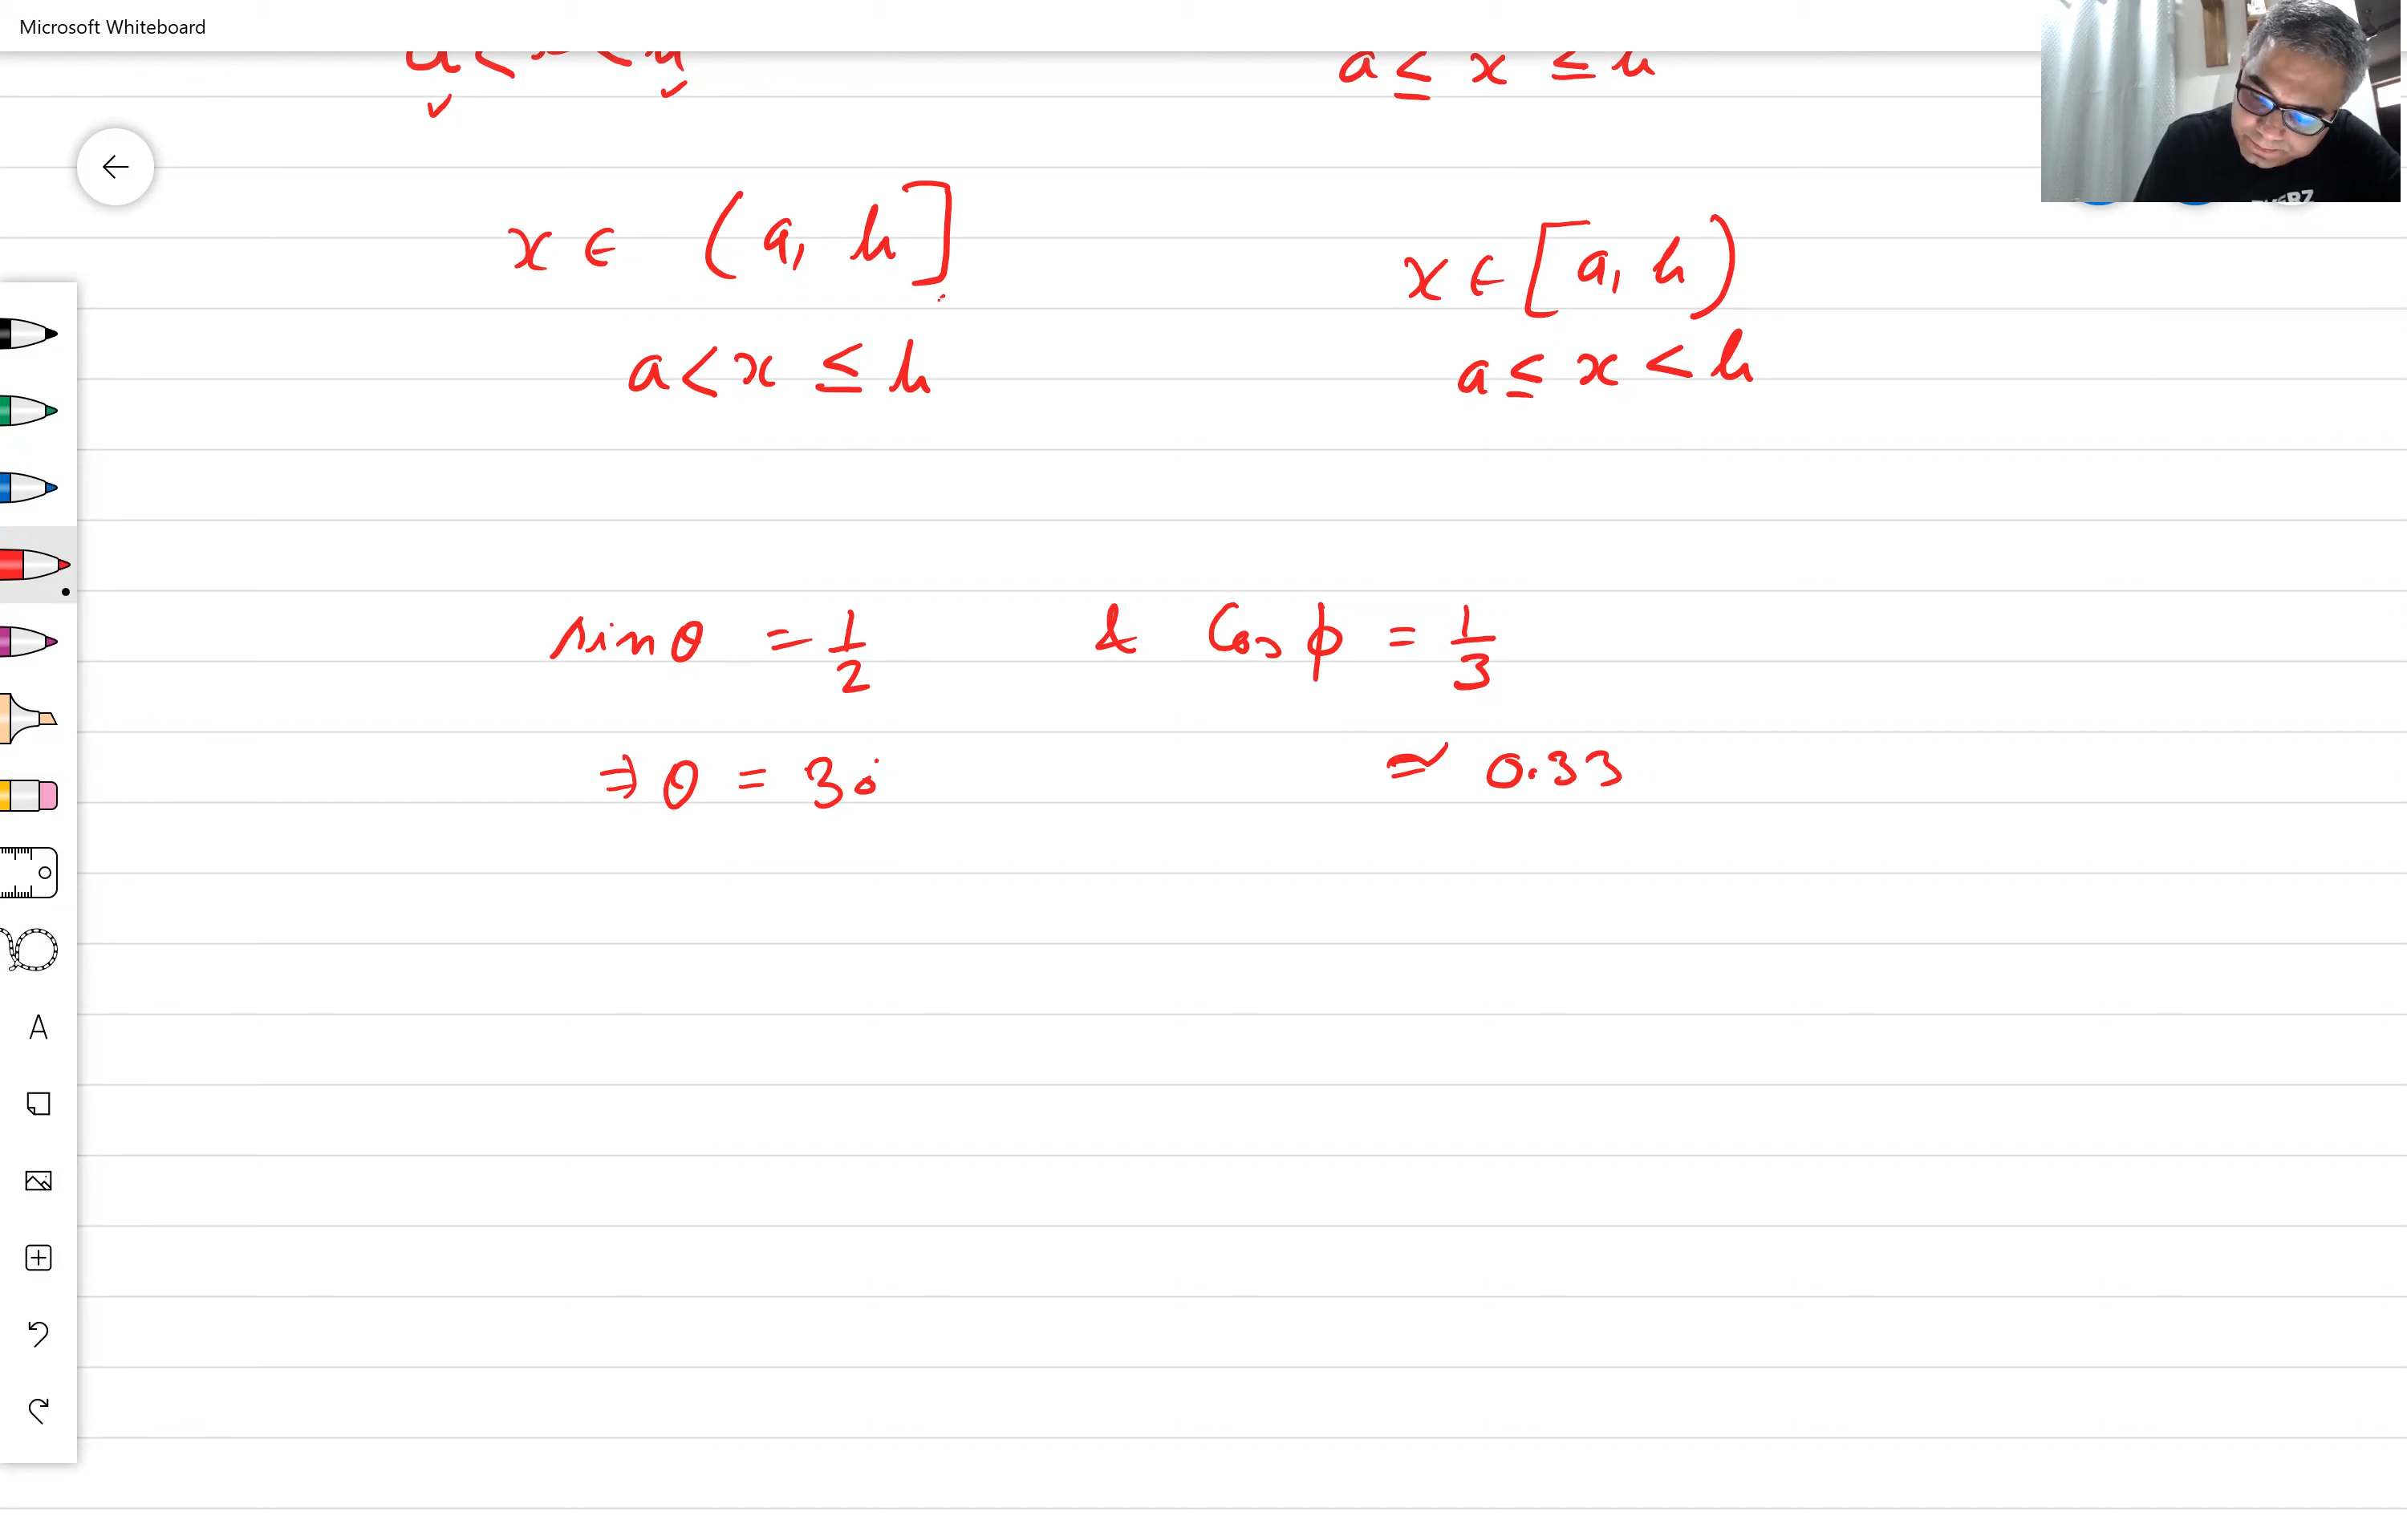 Microsoft Whiteboard
a ≤ x ≤ h
x ∈ (a, h]
x ∈ [a, h)
a < x ≤ h
a ≤ x < h
sin θ = 1/2 & Cos ϕ = 1/3
⇒ θ = 30° ≃ 0.33
A